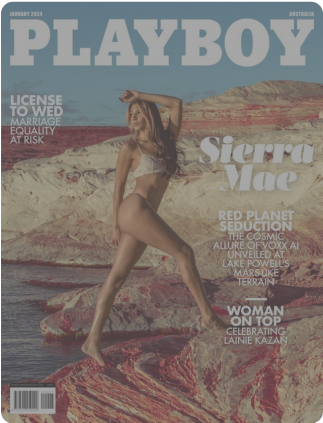 JANUARY 2024
AUSTRALIA
PLAYBOY
LICENSE
TO WED
MARRIAGE
EQUALITY
AT RISK
Sierra
Mae
RED PLANET
SEDUCTION
THE COSMIC
ALLURE OF VOXX AI
UNVEILED AT
LAKE POWELL'S
MARS LIKE
TERRAIN
WOMAN
ON TOP
CELEBRATING
LAINIE KAZAN